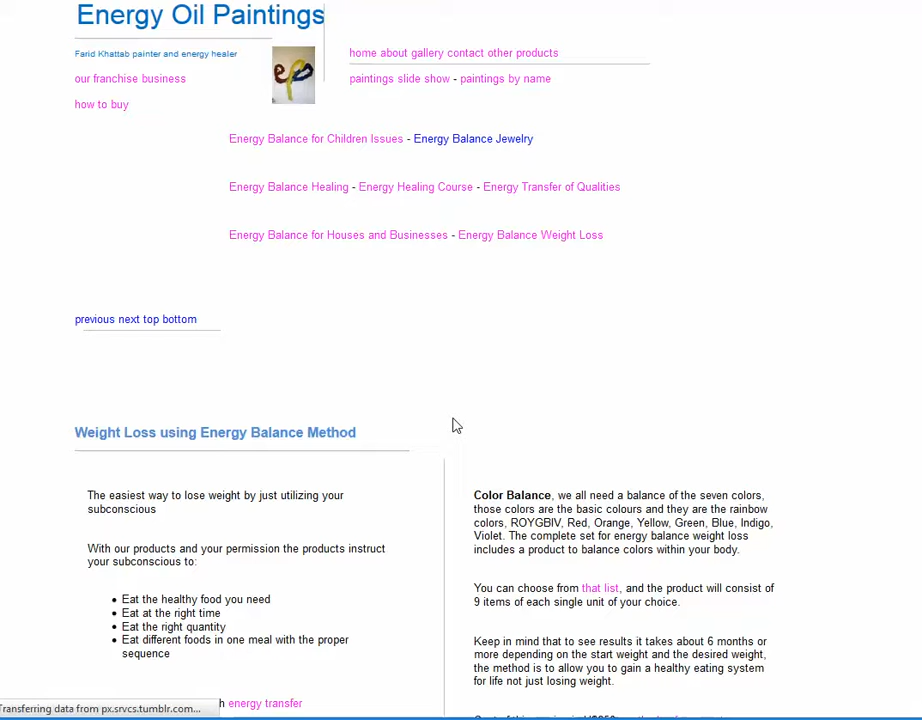 Energy Oil Paintings
Farid Khattab painter and energy healer
our franchise business
how to buy
ep
home about gallery contact other products
paintings slide show - paintings by name
Energy Balance for Children Issues - Energy Balance Jewelry
Energy Balance Healing - Energy Healing Course - Energy Transfer of Qualities
Energy Balance for Houses and Businesses - Energy Balance Weight Loss
previous next top bottom
Weight Loss using Energy Balance Method
The easiest way to lose weight by just utilizing your
subconscious
With our products and your permission the products instruct
your subconscious to:
Eat the healthy food you need
Eat at the right time
Eat the right quantity
Eat different foods in one meal with the proper
sequence
h energy transfer
Color Balance, we all need a balance of the seven colors,
those colors are the basic colours and they are the rainbow
colors, ROYGBIV, Red, Orange, Yellow, Green, Blue, Indigo,
Violet. The complete set for energy balance weight loss
includes a product to balance colors within your body.
You can choose from that list, and the product will consist of
9 items of each single unit of your choice.
Keep in mind that to see results it takes about 6 months or
more depending on the start weight and the desired weight,
the method is to allow you to gain a healthy eating system
for life not just losing weight.
Transferring data from px.srvcs.tumblr.com...